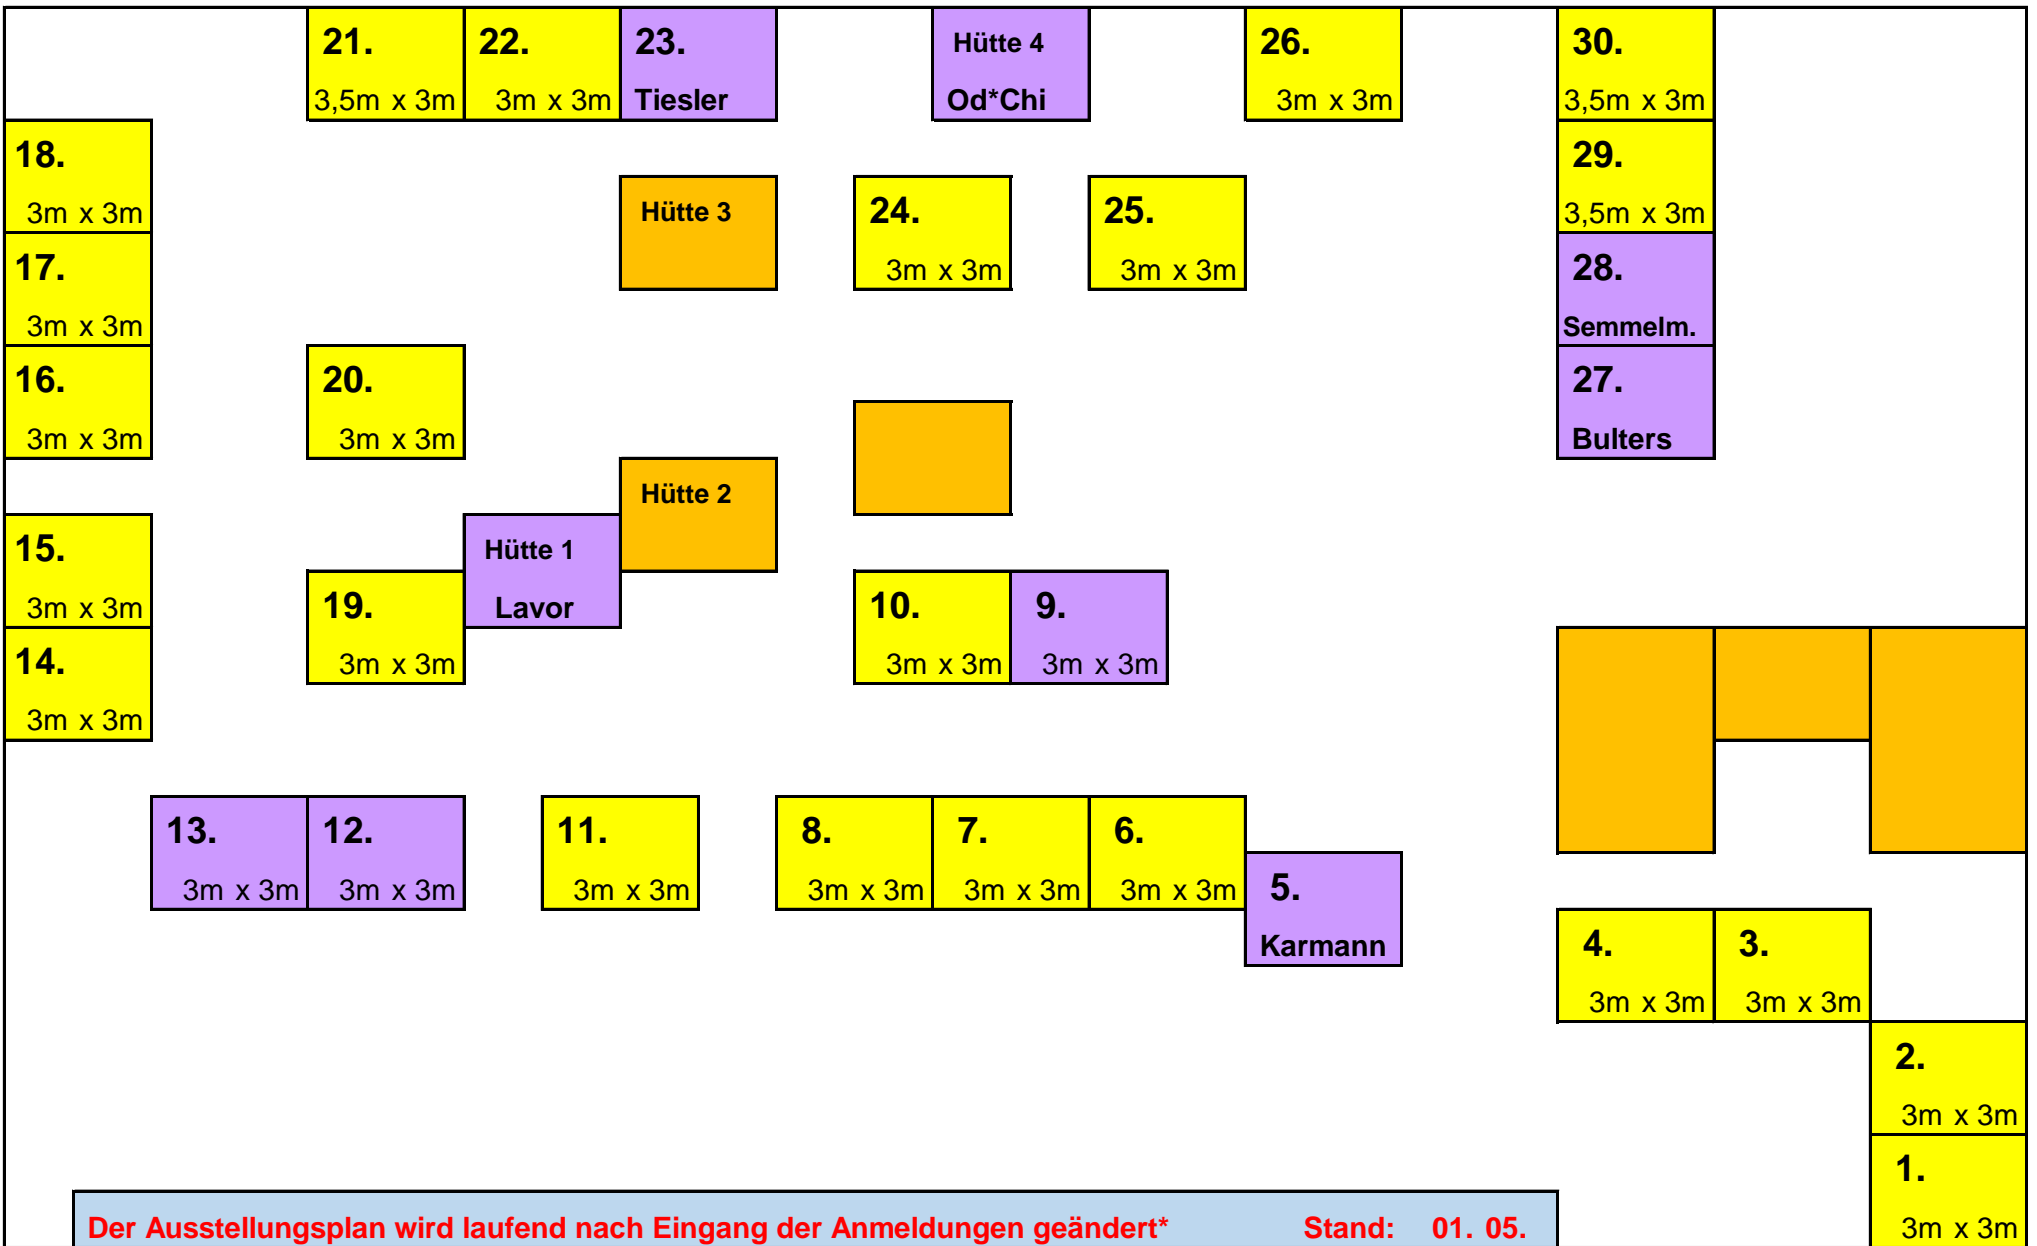 21. 22. 23. Hütte 4 26. 30.
3,5m x 3m 3m x 3m Tiesler Od*Chi 3m x 3m 3,5m x 3m
18. 29.
3m x 3m Hütte 3 24. 25. 3,5m x 3m
17. 3m x 3m 3m x 3m 28.
3m x 3m Semmelm.
16. 20. 27.
3m x 3m 3m x 3m Bulters
Hütte 2
15. Hütte 1
3m x 3m 19. Lavor 10. 9.
14. 3m x 3m 3m x 3m 3m x 3m
3m x 3m
13. 12. 11. 8. 7. 6.
3m x 3m 3m x 3m 3m x 3m 3m x 3m 3m x 3m 3m x 3m 5.
Karmann 4. 3.
3m x 3m 3m x 3m
2.
3m x 3m
1.
Der Ausstellungsplan wird laufend nach Eingang der Anmeldungen geändert* Stand: 01. 05. 3m x 3m